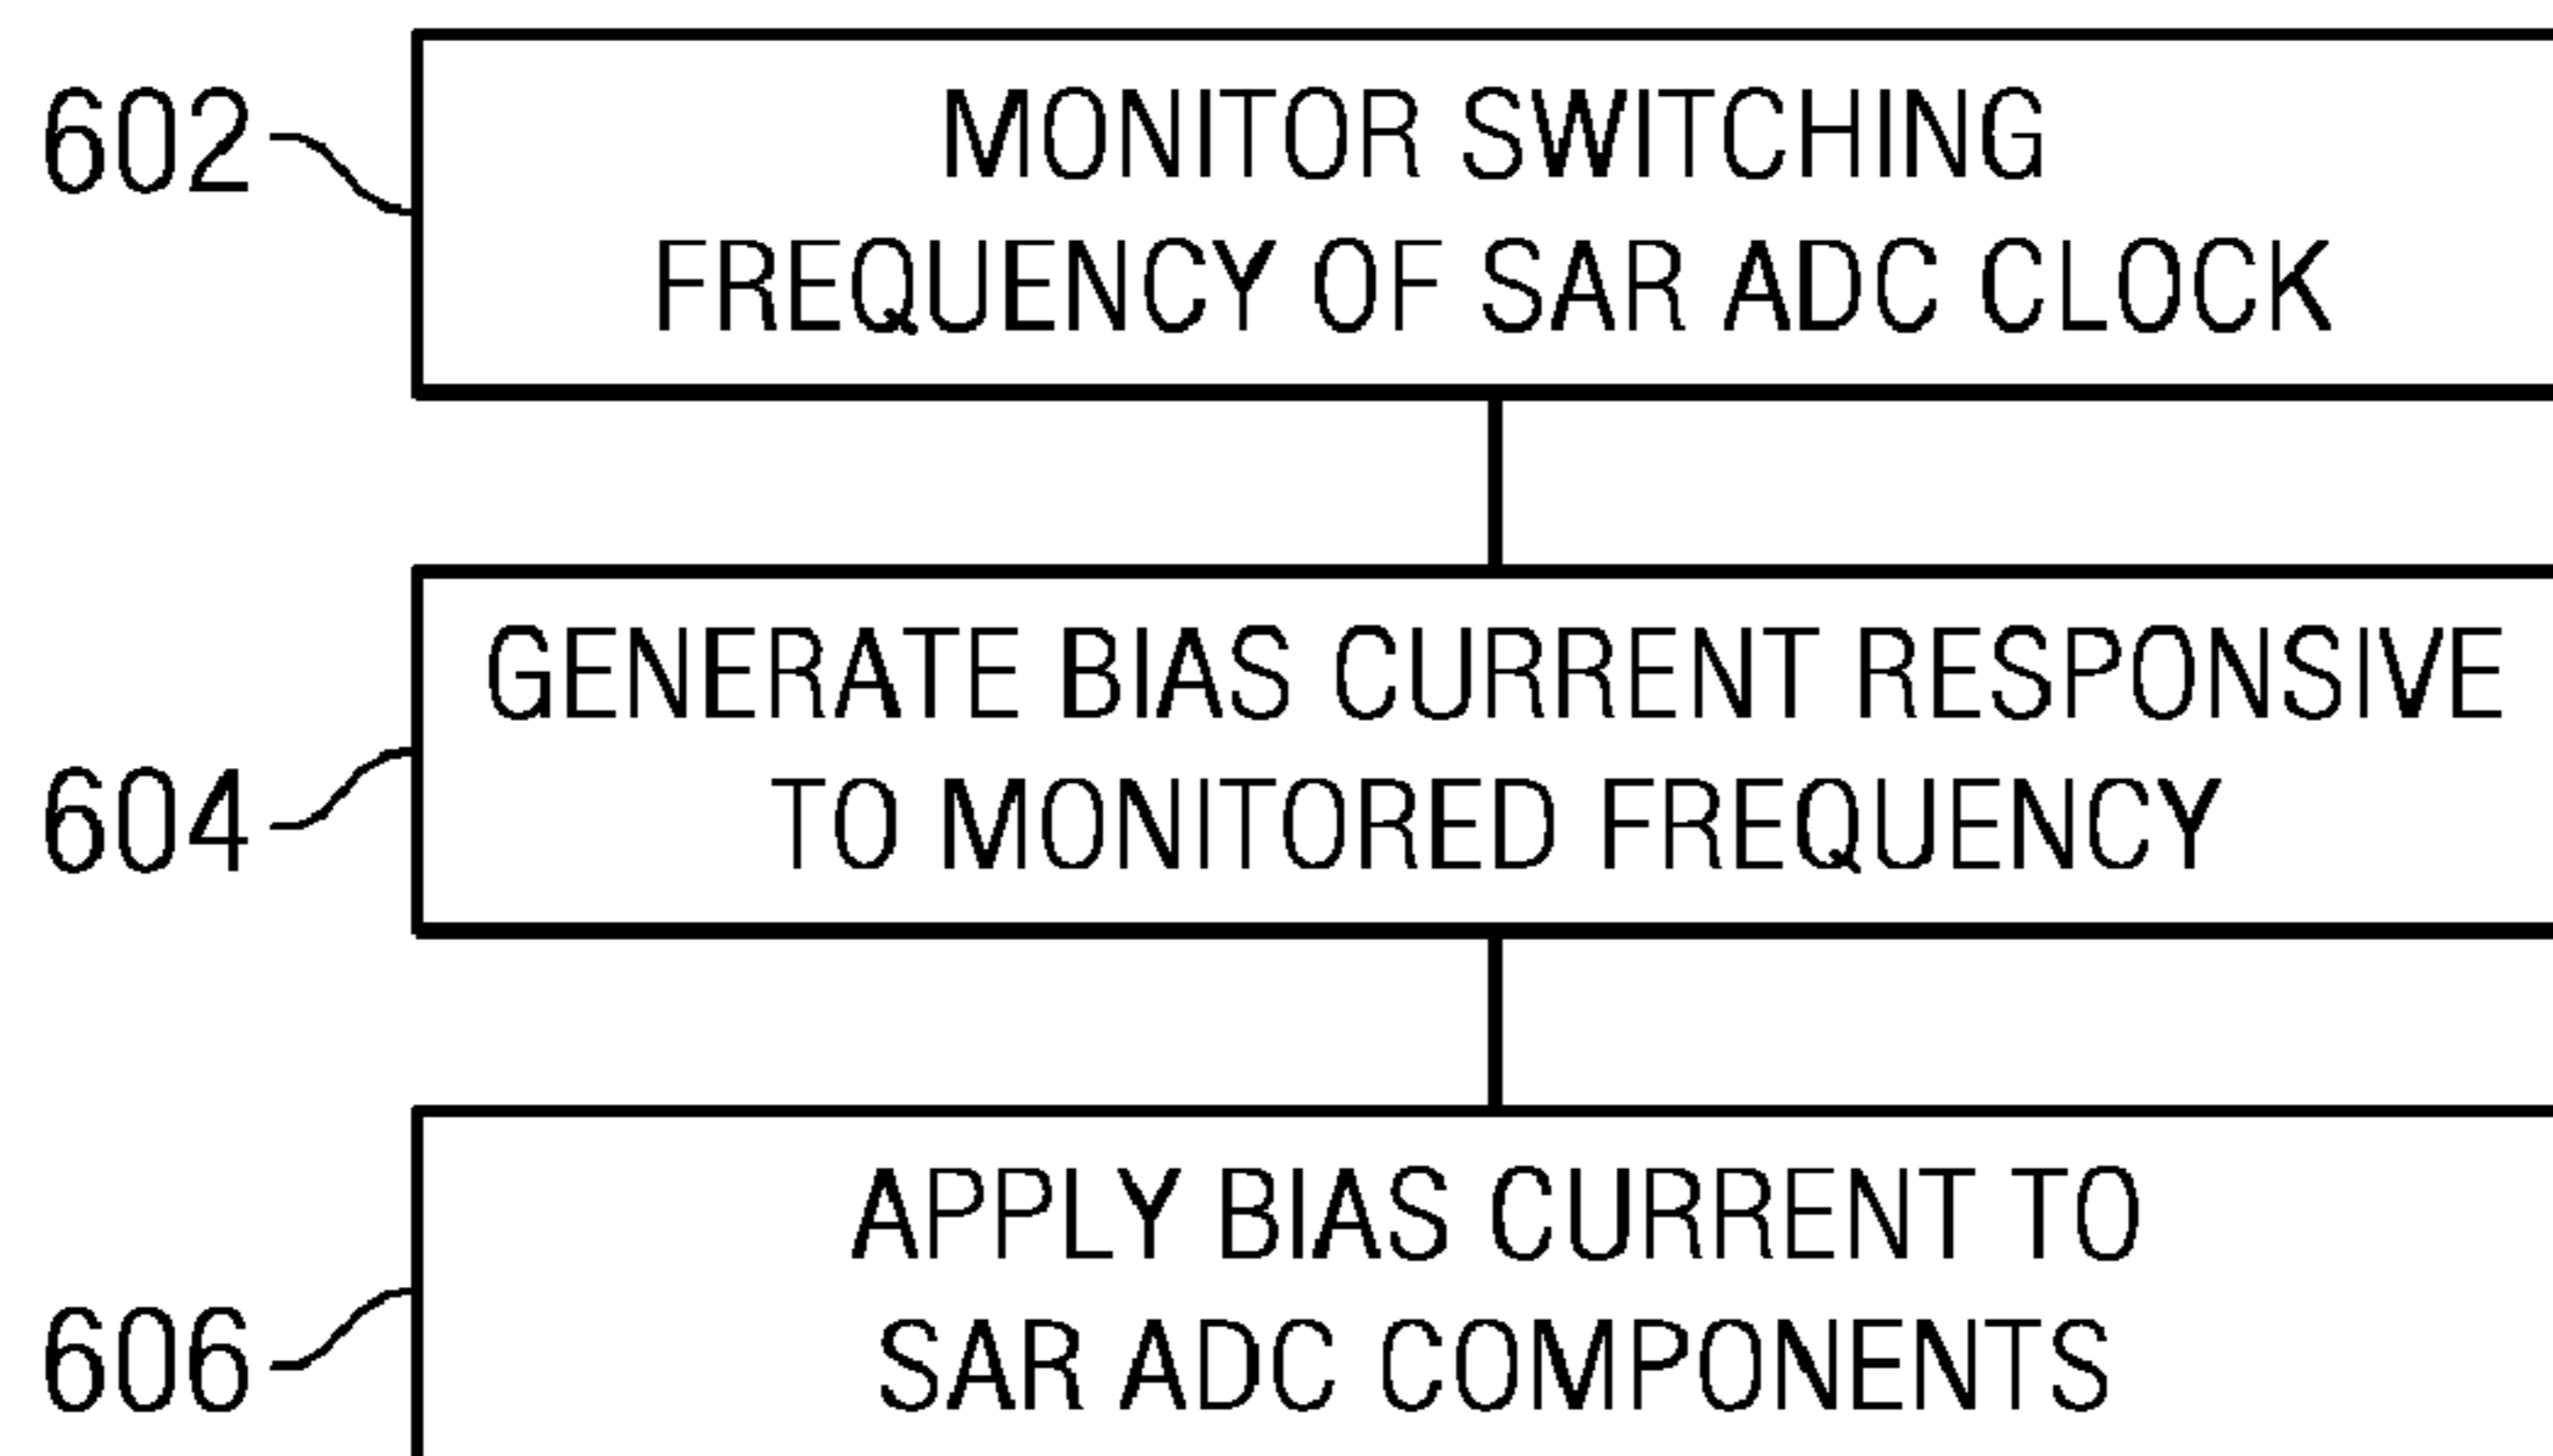 602
MONITOR SWITCHING
FREQUENCY OF SAR ADC CLOCK
604
GENERATE BIAS CURRENT RESPONSIVE
TO MONITORED FREQUENCY
606
APPLY BIAS CURRENT TO
SAR ADC COMPONENTS